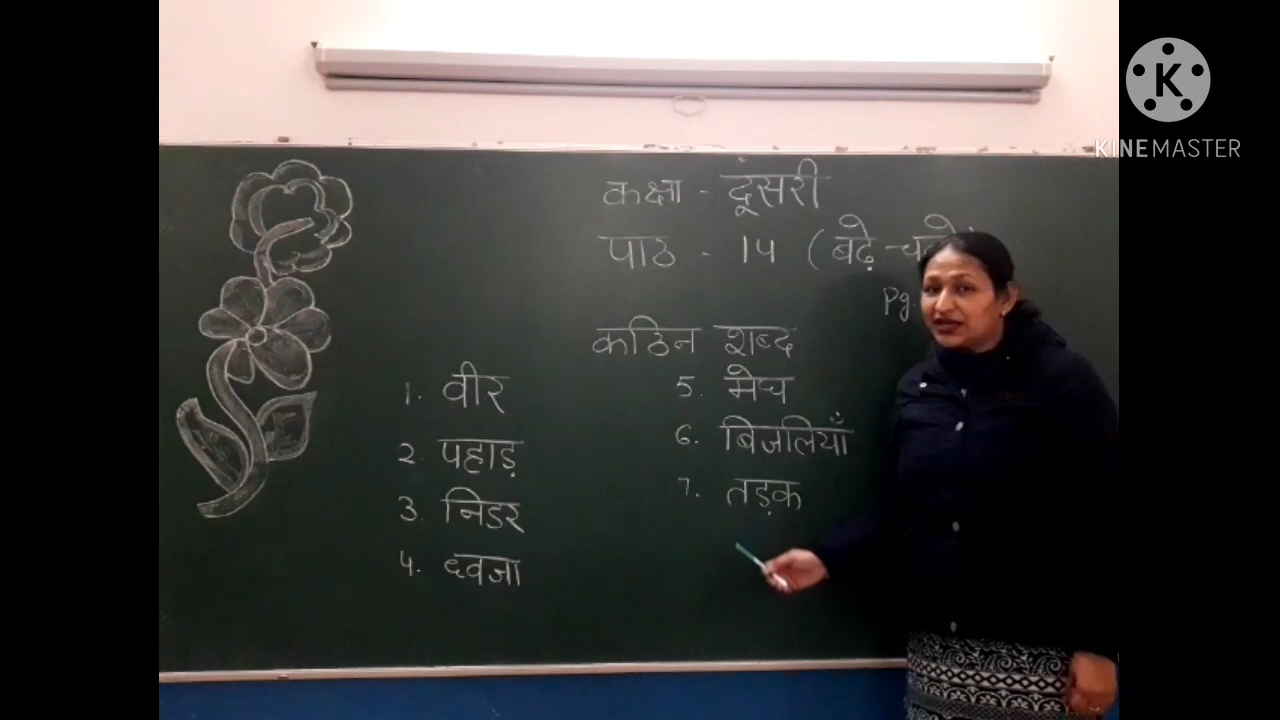 कक्षा - दूंसरी
पाठ - 14 ( बढ़े -
Pg.
कठिन शब्द
1. वीर
2. पहाड़
3. निडर
4. ध्वजा
5. मेघ
6. बिजलियाँ
7. तड़क
K
KINEMASTER